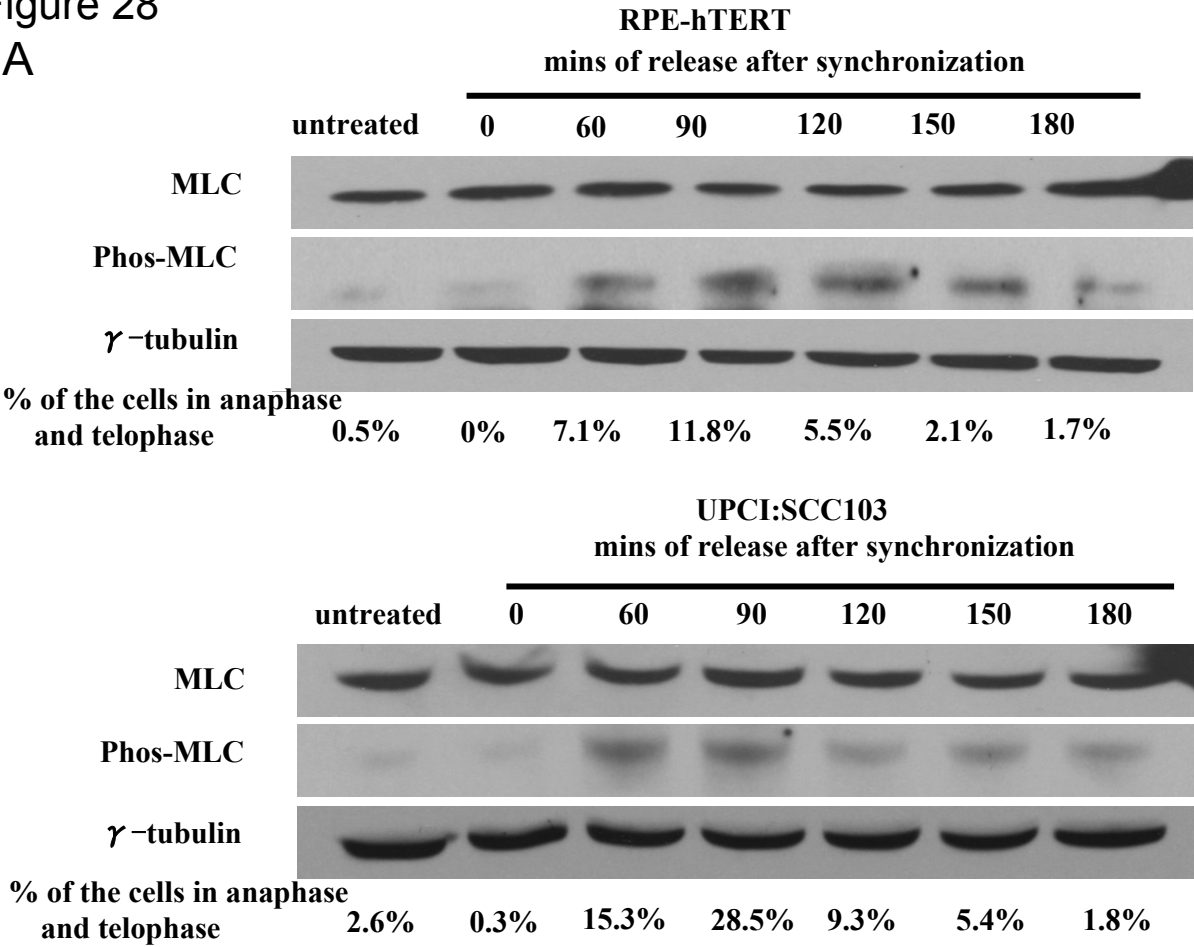 Figure 28
A
RPE-hTERT
mins of release after synchronization
untreated 0 60 90 120 150 180
MLC
Phos-MLC
γ-tubulin
% of the cells in anaphase
and telophase 0.5% 0% 7.1% 11.8% 5.5% 2.1% 1.7%
UPCI:SCC103
mins of release after synchronization
untreated 0 60 90 120 150 180
MLC
Phos-MLC
γ-tubulin
% of the cells in anaphase
and telophase 2.6% 0.3% 15.3% 28.5% 9.3% 5.4% 1.8%